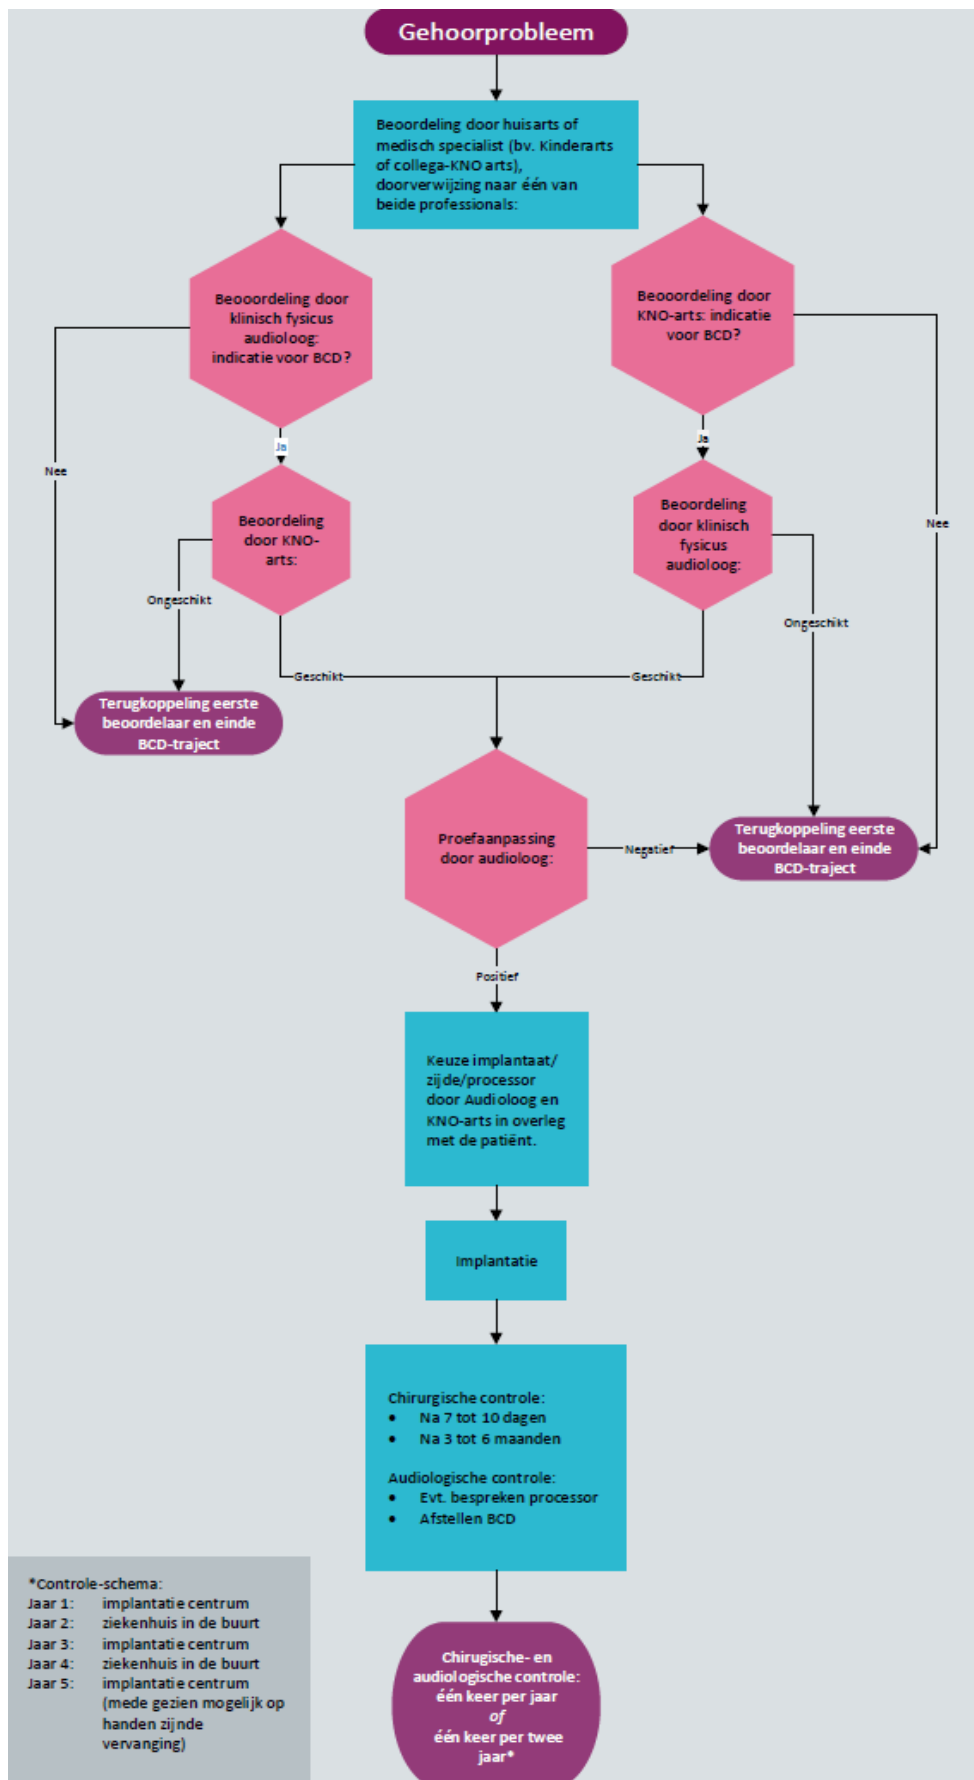 Gehoorprobleem
Beoordeling door huisarts of
medisch specialist (bv. Kinderarts
of collega-KNO arts),
doorverwijzing naar één van
beide professionals:
Beooordeling door
klinisch fysicus
audioloog:
indicatie voor BCD?
Beooordeling door
KNO-arts: indicatie
voor BCD?
Ja
Ja
Nee
Nee
Beoordeling
door KNO-
arts:
Beoordeling
door klinisch
fysicus
audioloog:
Ongeschikt
Ongeschikt
Geschikt
Geschikt
Terugkoppeling eerste
beoordelaar en einde
BCD-traject
Proefaanpassing
door audioloog:
Negatief
Terugkoppeling eerste
beoordelaar en einde
BCD-traject
Positief
Keuze implantaat/
zijde/processor
door Audioloog en
KNO-arts in overleg
met de patiënt.
Implantatie
Chirurgische controle:
• Na 7 tot 10 dagen
• Na 3 tot 6 maanden
Audiologische controle:
• Evt. bespreken processor
• Afstellen BCD
*Controle-schema:
Jaar 1: implantatie centrum
Jaar 2: ziekenhuis in de buurt
Jaar 3: implantatie centrum
Jaar 4: ziekenhuis in de buurt
Jaar 5: implantatie centrum
(mede gezien mogelijk op
handen zijnde
vervanging)
Chirugische- en
audiologische controle:
één keer per jaar
of
één keer per twee
jaar*